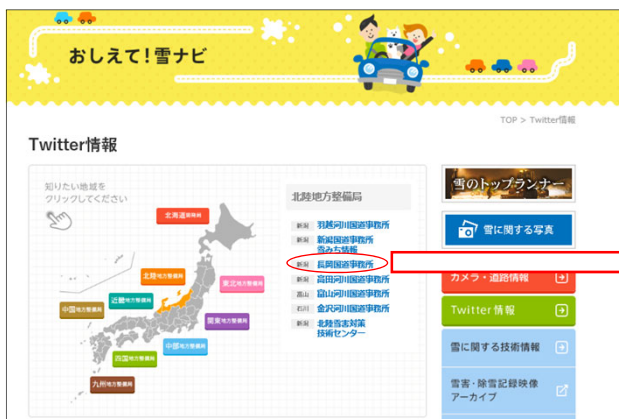 おしえて！雪ナビ
TOP > Twitter情報
Twitter情報
知りたい地域を
クリックしてください
北海道開発局
東北地方整備局
北陸地方整備局
近畿地方整備局
中国地方整備局
関東地方整備局
中部地方整備局
四国地方整備局
九州地方整備局
北陸地方整備局
新潟 羽越河川国道事務所
新潟 新潟国道事務所
雪みち情報
新潟 長岡国道事務所
新潟 高田河川国道事務所
富山 富山河川国道事務所
石川 金沢河川国道事務所
新潟 北陸雪害対策
技術センター
雪のトップランナー
雪に関する写真
カメラ・道路情報
Twitter情報
雪に関する技術情報
雪害・除雪記録映像
アーカイブ